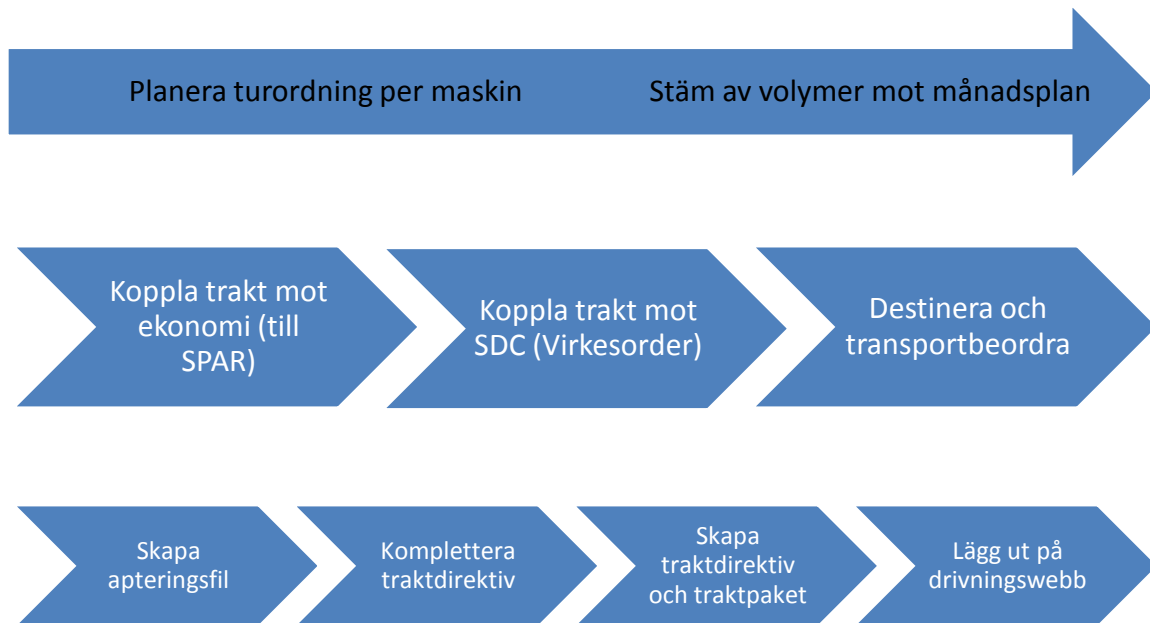 Planera turordning per maskin
Stäm av volymer mot månadsplan
Koppla trakt mot
ekonomi (till
SPAR)
Koppla trakt mot
SDC (Virkesorder)
Destinera och
transportbeordra
Skapa
apteringsfil
Komplettera
traktdirektiv
Skapa
traktdirektiv
och traktpaket
Lägg ut på
drivningswebb